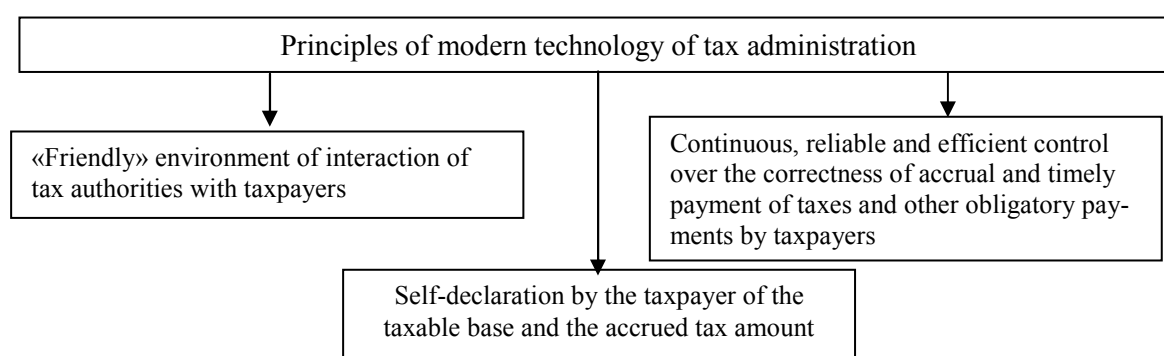 Principles of modern technology of tax administration
«Friendly» environment of interaction of
tax authorities with taxpayers
Continuous, reliable and efficient control
over the correctness of accrual and timely
payment of taxes and other obligatory pay-
ments by taxpayers
Self-declaration by the taxpayer of the
taxable base and the accrued tax amount